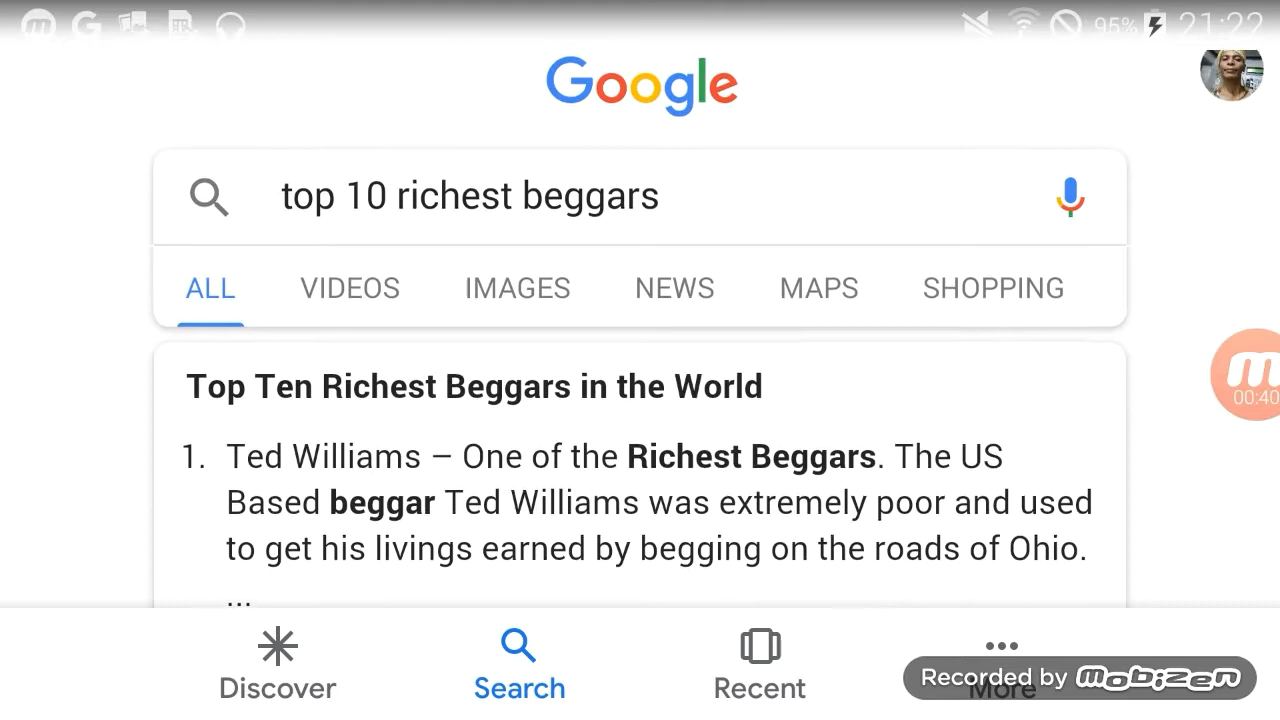 95% 21:22
Google
top 10 richest beggars
ALL VIDEOS IMAGES NEWS MAPS SHOPPING
Top Ten Richest Beggars in the World
00:40
1. Ted Williams – One of the Richest Beggars. The US
Based beggar Ted Williams was extremely poor and used
to get his livings earned by begging on the roads of Ohio.
...
Discover Search Recent More
Recorded by mobizen